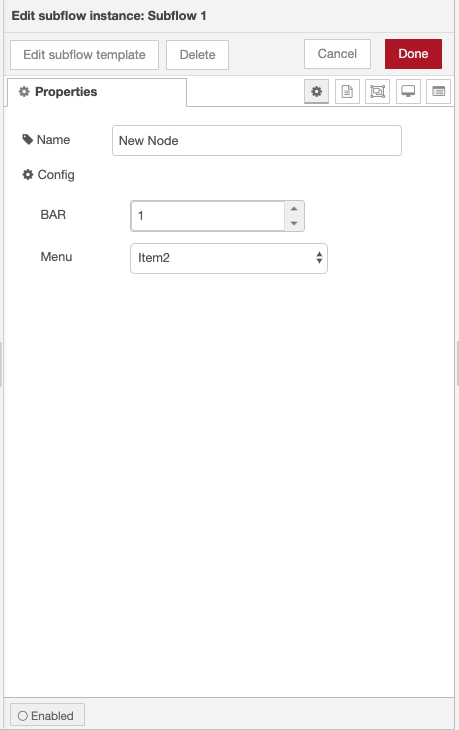 Edit subflow instance: Subflow 1
Edit subflow template Delete Cancel Done
Properties
Name New Node
Config
BAR 1
Menu Item2
Enabled